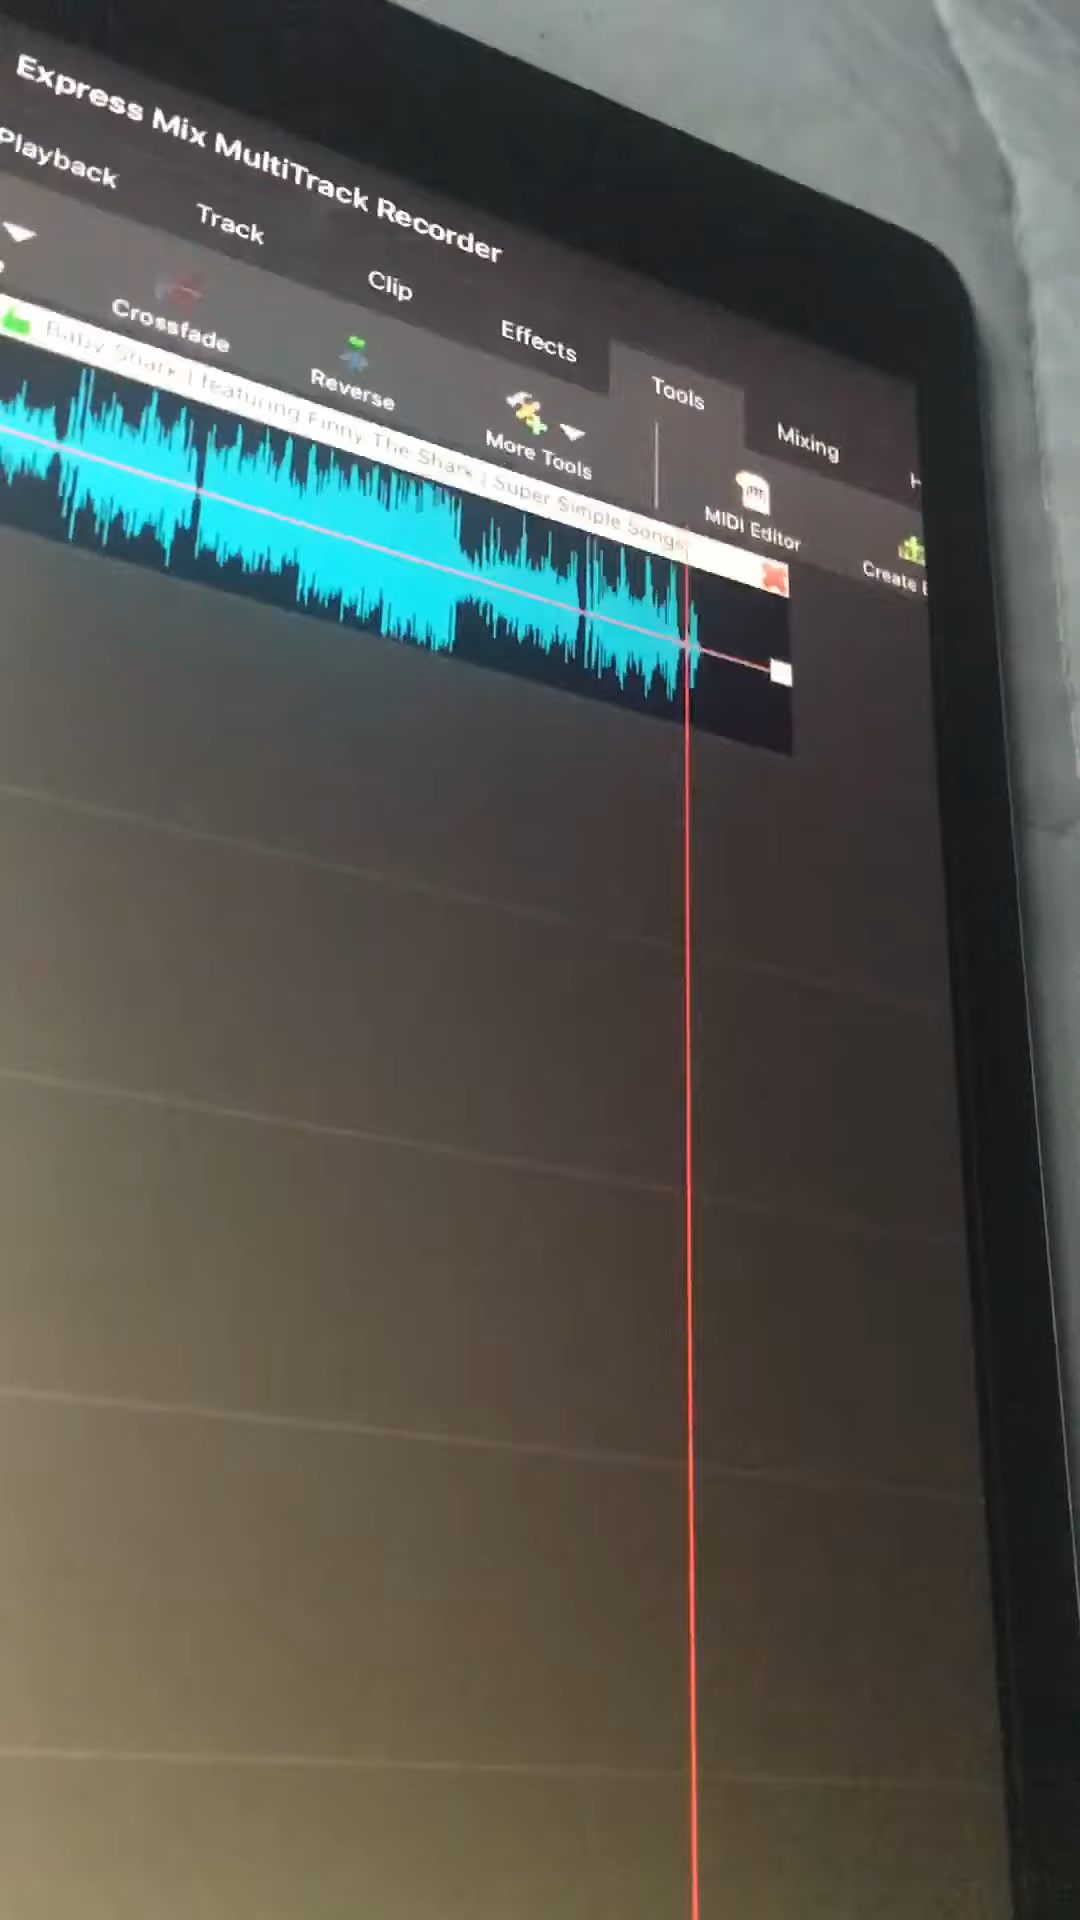 Express Mix MultiTrack Recorder
Playback Track Clip Effects Tools Mixing
Crossfade Reverse More Tools MIDI Editor Create
Baby Shark | featuring Finny The Shark | Super Simple Songs